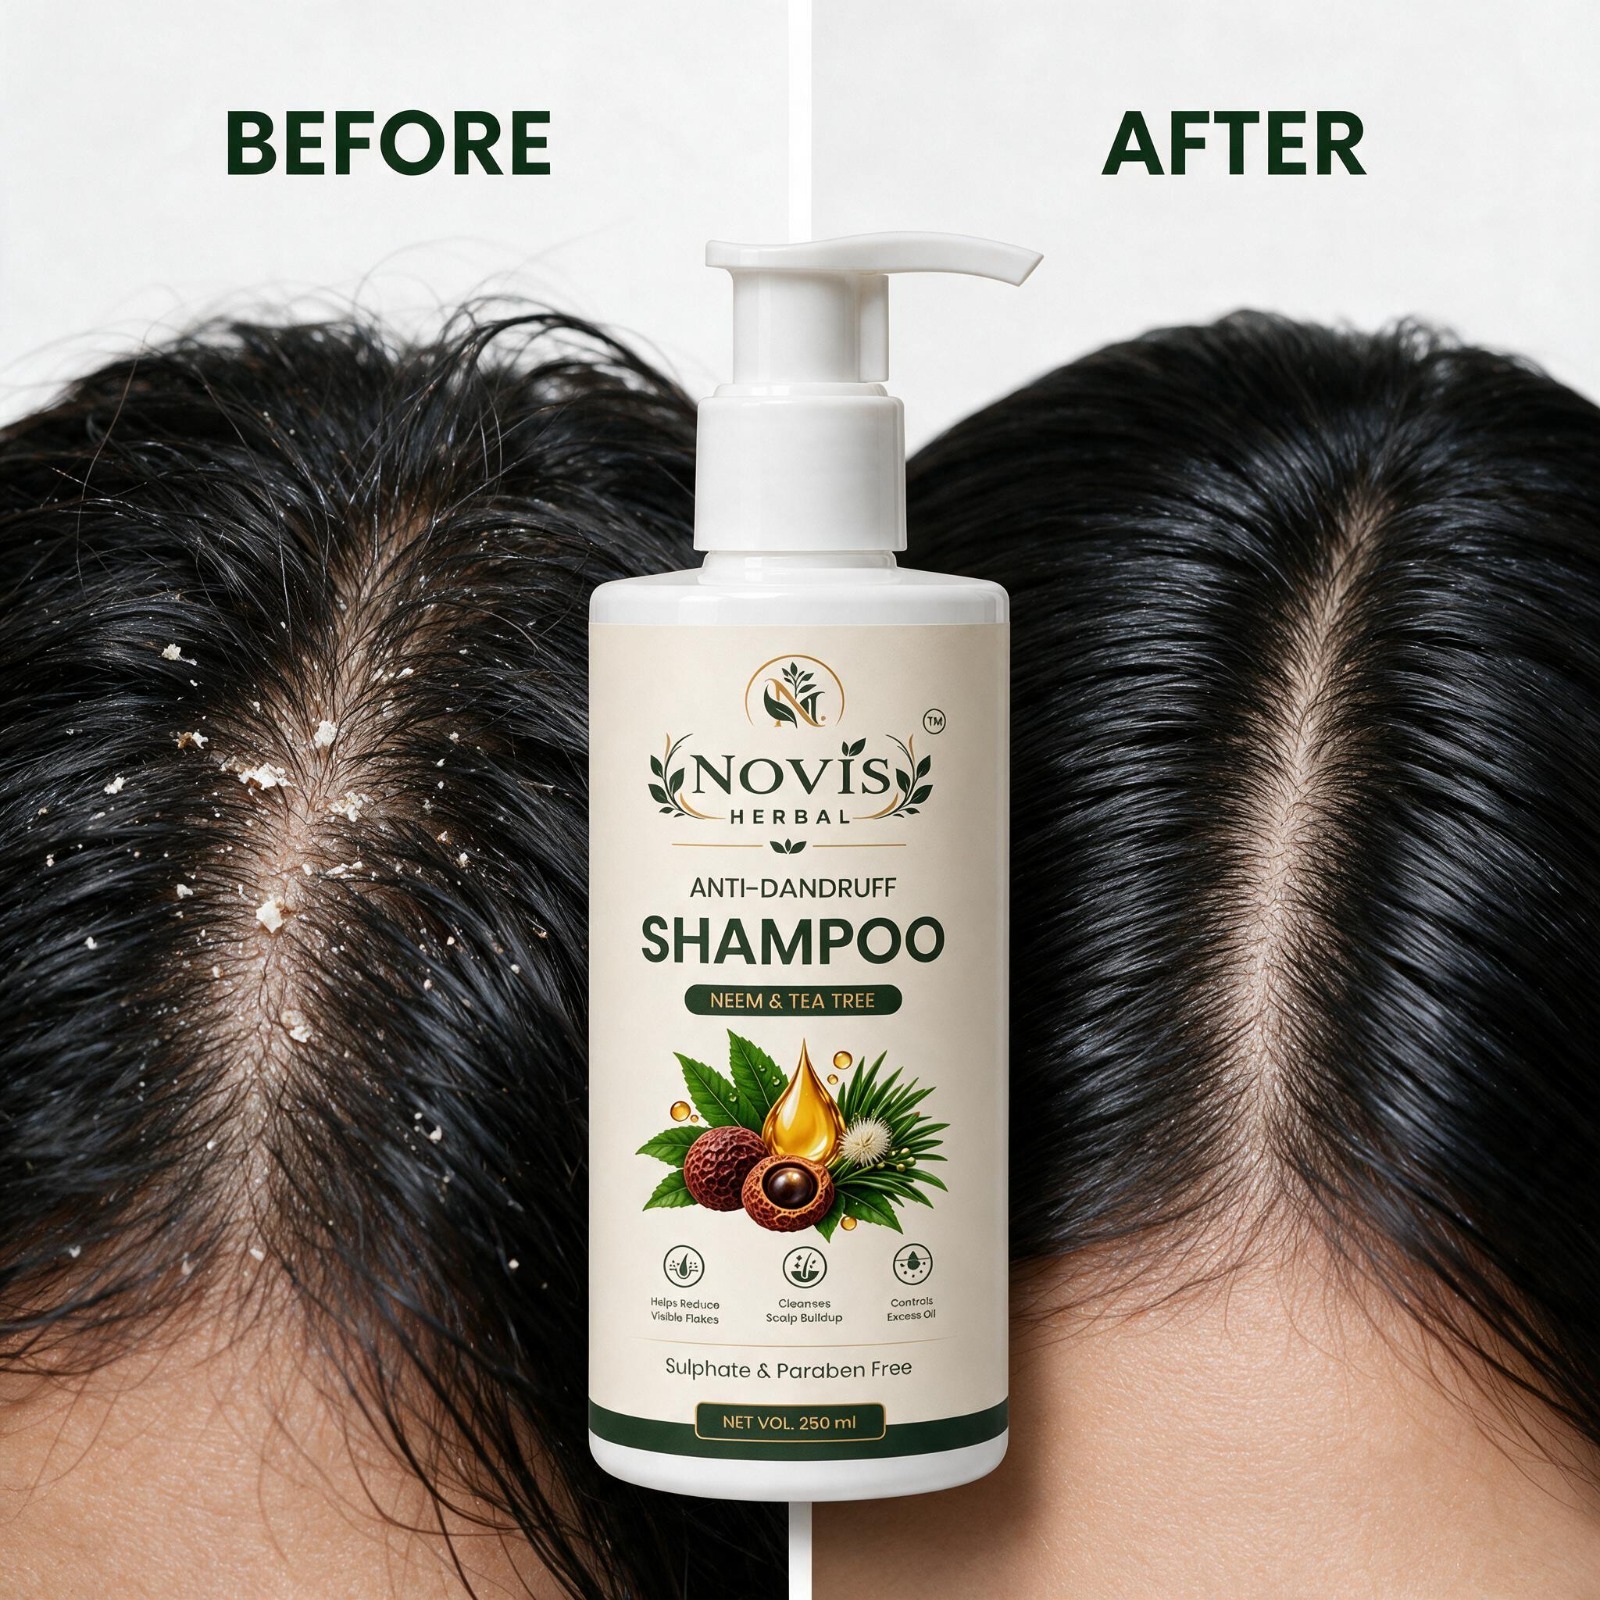 BEFORE
AFTER
TM
NOVIS
HERBAL
ANTI-DANDRUFF
SHAMPOO
NEEM & TEA TREE
Helps Reduce
Visible Flakes
Cleanses
Scalp Buildup
Controls
Excess Oil
Sulphate & Paraben Free
NET VOL. 250 ml